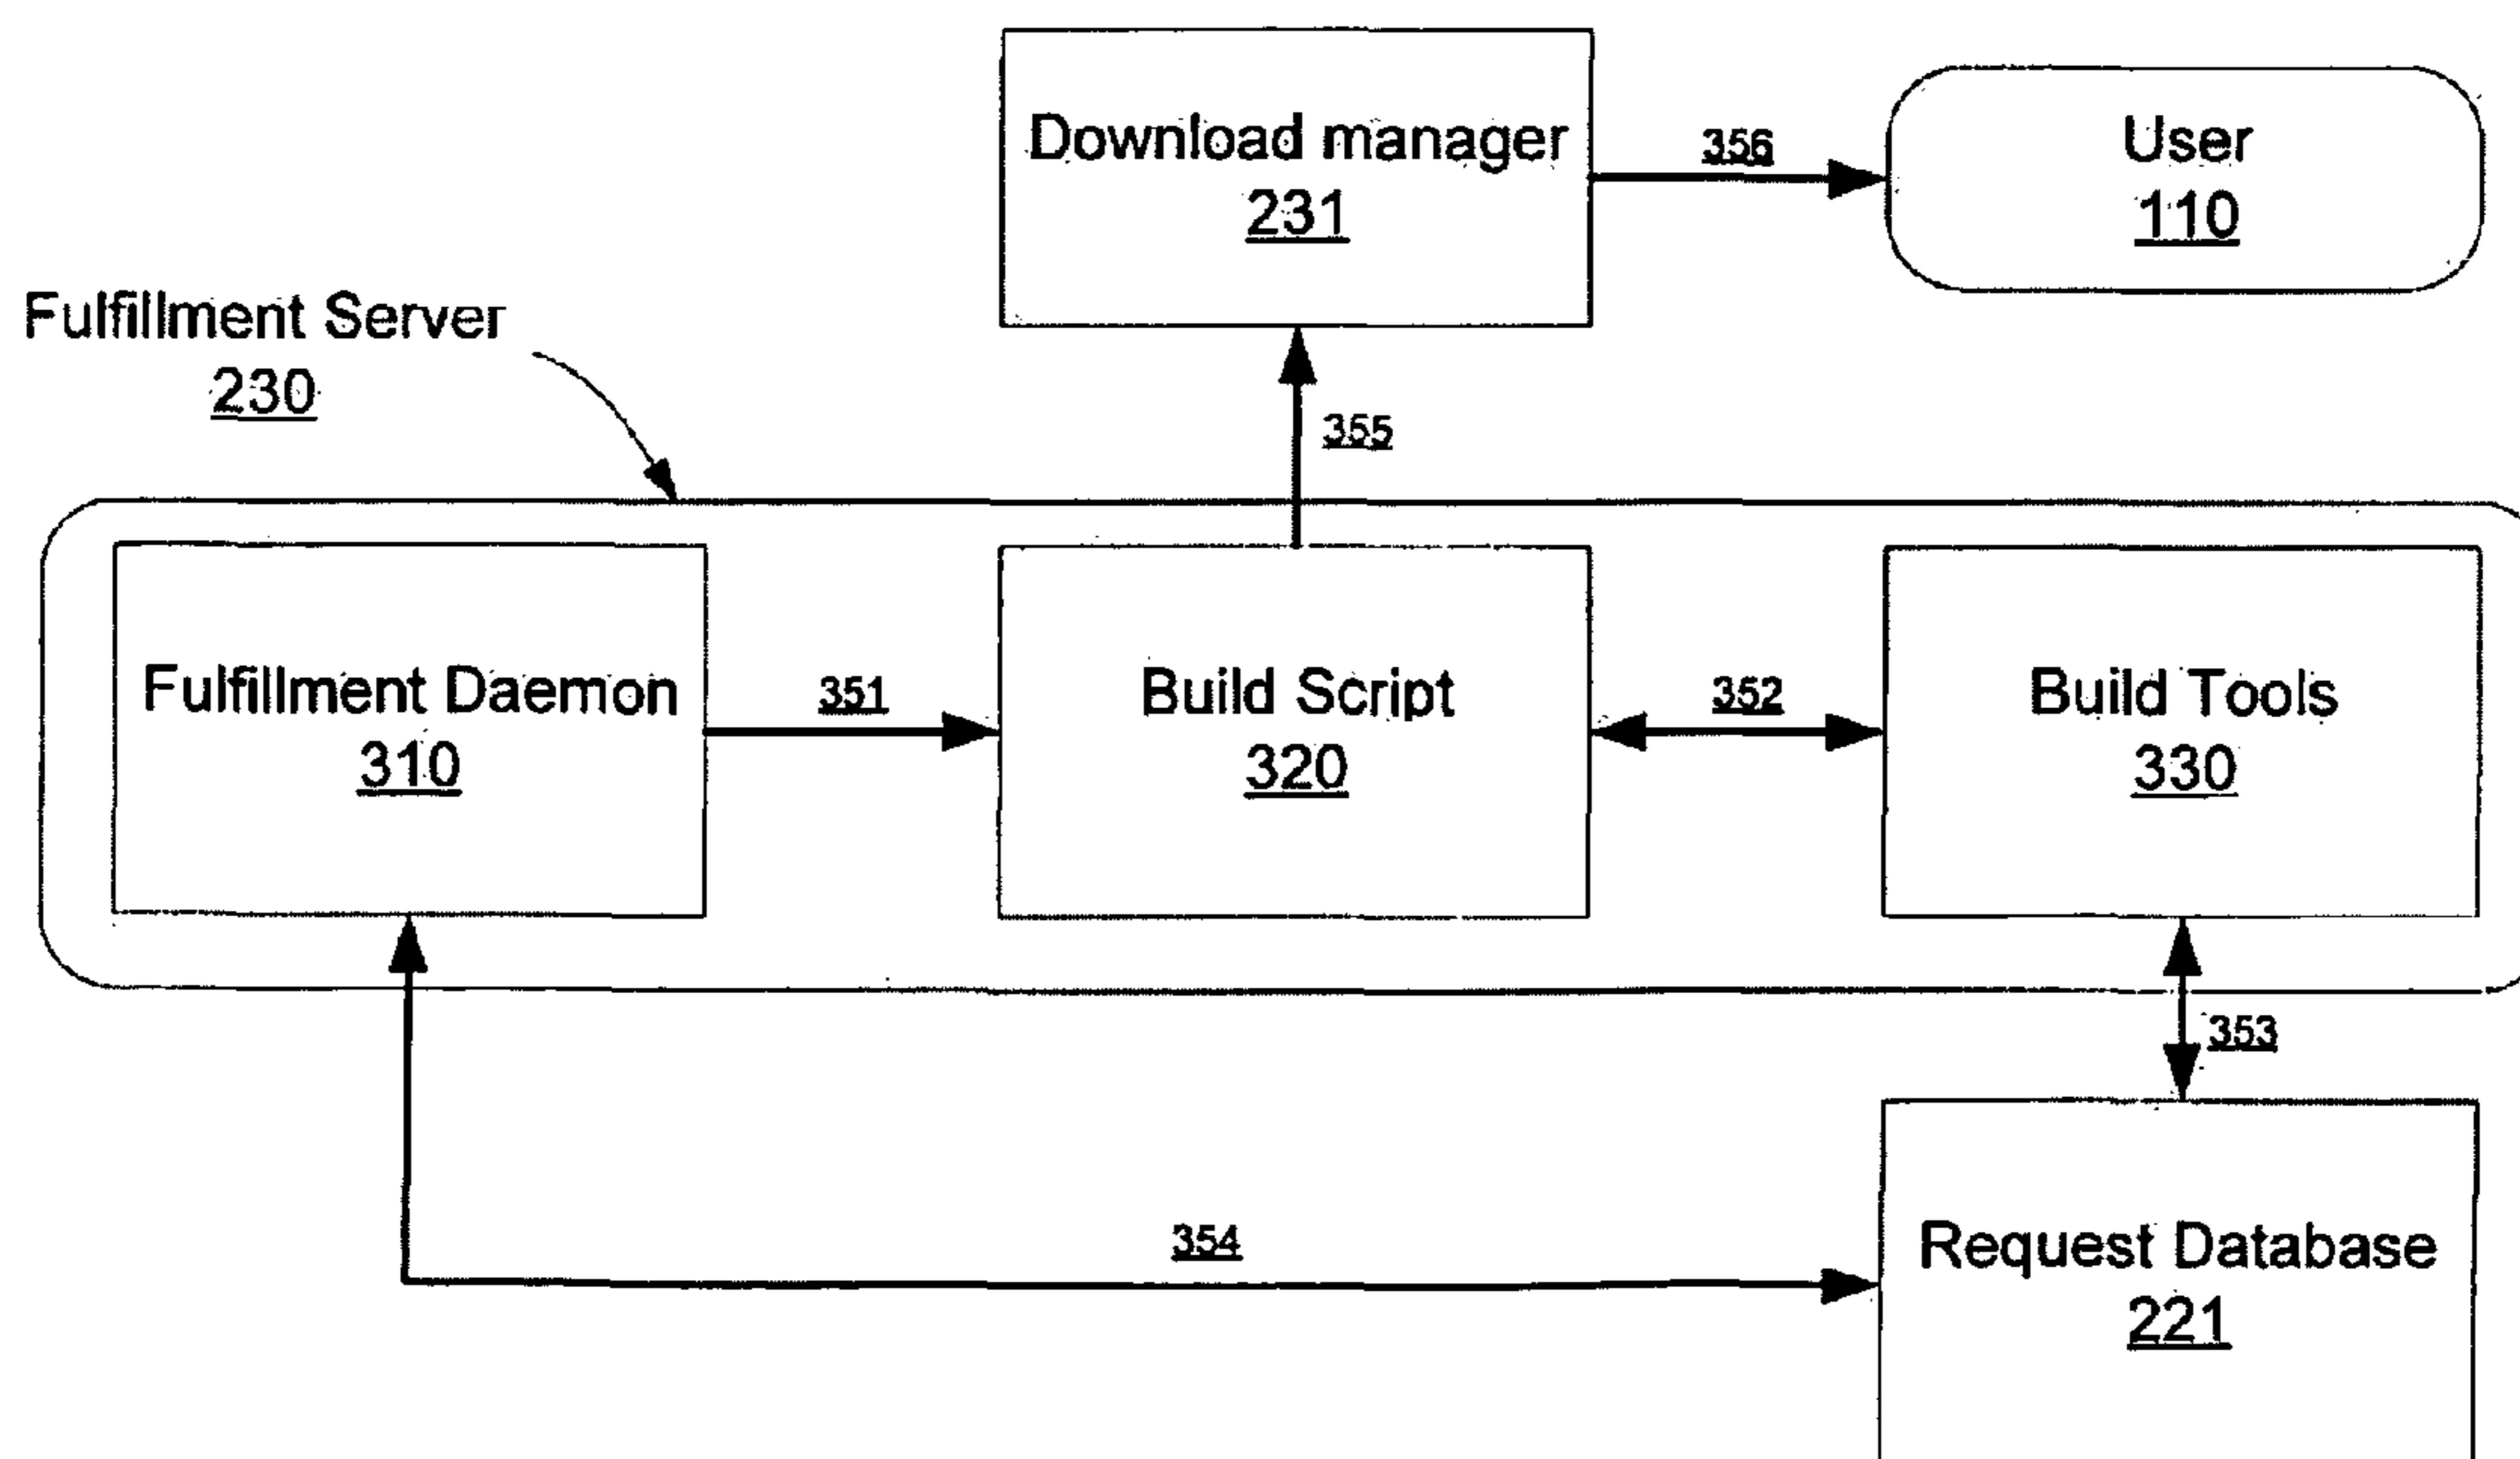 Download manager
231
356
User
110
Fulfillment Server
230
355
Fulfillment Daemon
310
351
Build Script
320
352
Build Tools
330
353
354
Request Database
221